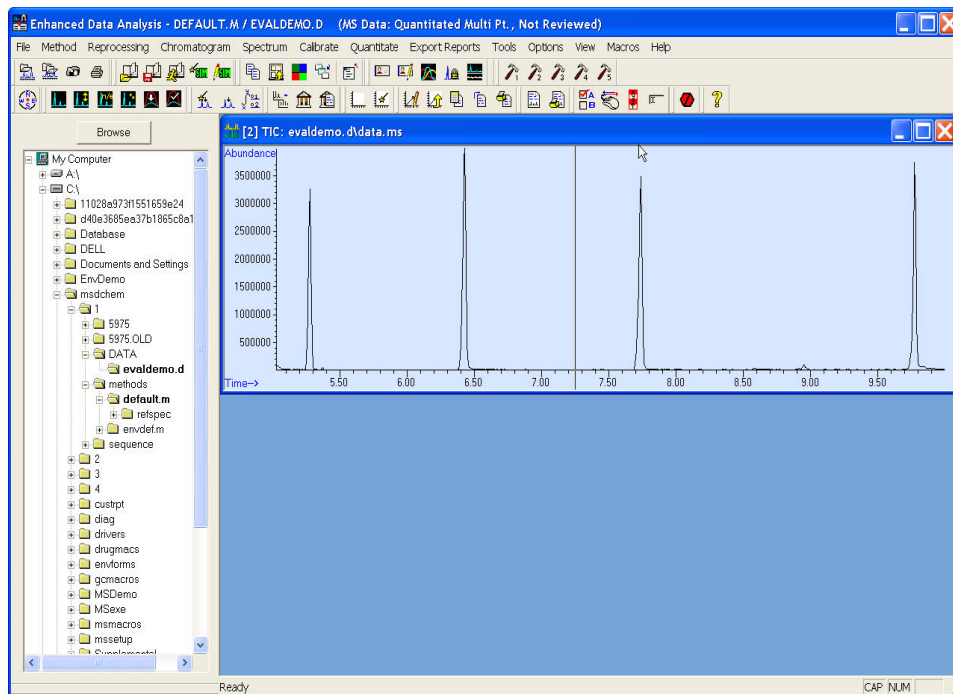 Enhanced Data Analysis - DEFAULT.M / EVALDEMO.D (MS Data: Quantitated Multi Pt., Not Reviewed)
File Method Reprocessing Chromatogram Spectrum Calibrate Quantitate Export Reports Tools Options View Macros Help
Browse
My Computer
A:\
C:\
11028a973f1551659e24
d40e3685ea37b1865c8a1
Database
DELL
Documents and Settings
EnvDemo
msdchem
1
5975
5975.OLD
DATA
evaldemo.d
methods
default.m
refspec
envdef.m
sequence
2
3
4
custrpt
diag
drivers
drugmacs
envforms
gcmacros
MSDemo
MSexe
msmacros
mssetup
Supplemental
[2] TIC: evaldemo.d\data.ms
Abundance
3500000
3000000
2500000
2000000
1500000
1000000
500000
Time-->
5.50 6.00 6.50 7.00 7.50 8.00 8.50 9.00 9.50
Ready
CAP NUM